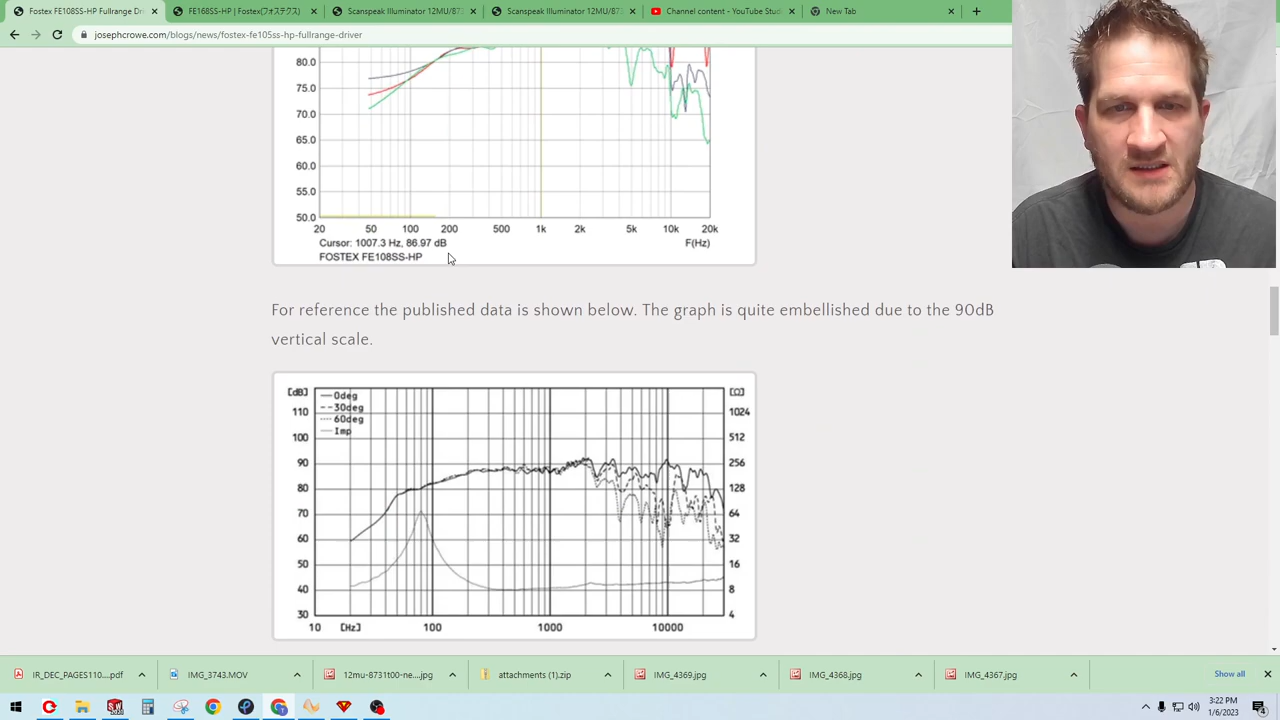 Fostex FE108SS-HP Fullrange Dr
FE168SS-HP | Fostex(フォステクス)
Scanspeak Illuminator 12MU/873
Scanspeak Illuminator 12MU/87
Channel content - YouTube Stud
New Tab
josephcrowe.com/blogs/news/fostex-fe105ss-hp-fullrange-driver
80.0
75.0
70.0
65.0
60.0
55.0
50.0
20 50 100 200 500 1k 2k 5k 10k 20k
Cursor: 1007.3 Hz, 86.97 dB F(Hz)
FOSTEX FE108SS-HP
For reference the published data is shown below. The graph is quite embellished due to the 90dB
vertical scale.
[dB] 0deg [Ω]
30deg
110 60deg 1024
Imp
100 512
90 256
80 128
70 64
60 32
50 16
40 8
30 4
10 [Hz] 100 1000 10000
IR_DEC_PAGES110....pdf
IMG_3743.MOV
12mu-8731t00-ne....jpg
attachments (1).zip
IMG_4369.jpg
IMG_4368.jpg
IMG_4367.jpg
Show all
3:22 PM
1/6/2023
4